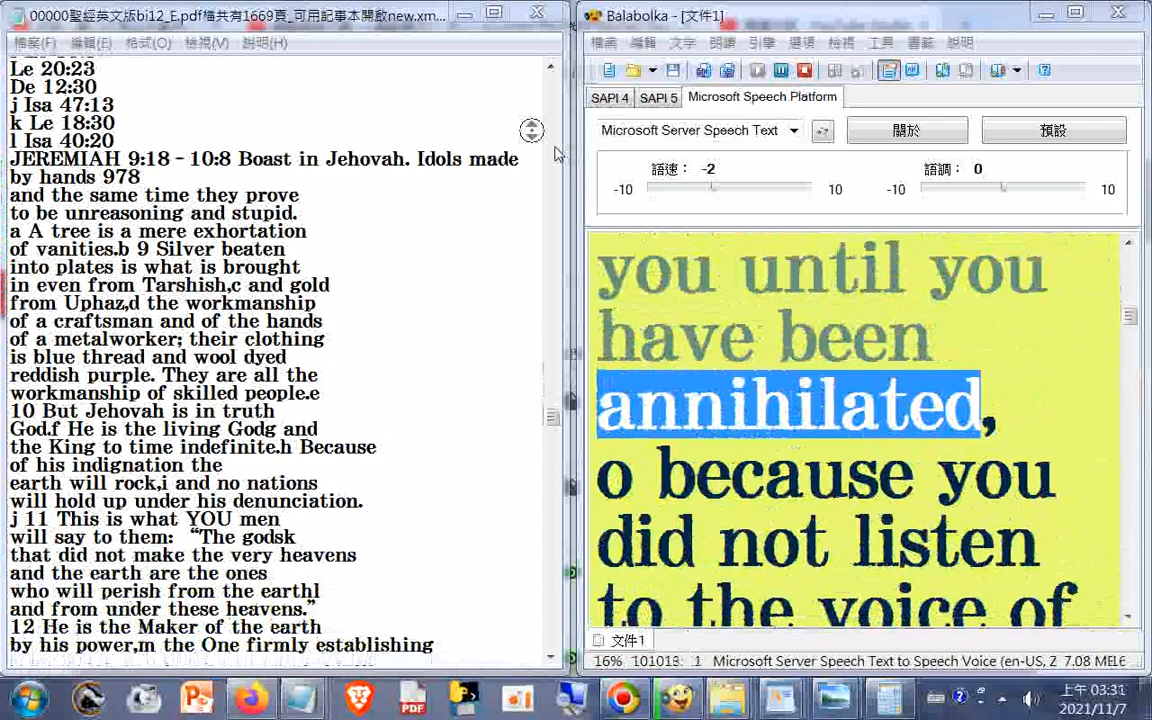 00000聖經英文版bi12_E.pdf檔共有1669頁_可用記事本開啟new.xm...
檔案(F) 編輯(E) 格式(O) 檢視(V) 說明(H)
Le 20:23
De 12:30
j Isa 47:13
k Le 18:30
l Isa 40:20
JEREMIAH 9:18 - 10:8 Boast in Jehovah. Idols made
by hands 978
and the same time they prove
to be unreasoning and stupid.
a A tree is a mere exhortation
of vanities.b 9 Silver beaten
into plates is what is brought
in even from Tarshish,c and gold
from Uphaz,d the workmanship
of a craftsman and of the hands
of a metalworker; their clothing
is blue thread and wool dyed
reddish purple. They are all the
workmanship of skilled people.e
10 But Jehovah is in truth
God.f He is the living Godg and
the King to time indefinite.h Because
of his indignation the
earth will rock,i and no nations
will hold up under his denunciation.
j 11 This is what YOU men
will say to them: “The godsk
that did not make the very heavens
and the earth are the ones
who will perish from the earthl
and from under these heavens.”
12 He is the Maker of the earth
by his power,m the One firmly establishing
Balabolka - [文件1]
檔案 編輯 文字 朗讀 引擎 選項 檢視 工具 書籤 說明
SAPI 4 SAPI 5 Microsoft Speech Platform
Microsoft Server Speech Text 關於 預設
語速： -2 語調： 0
-10 10 -10 10
you until you
have been
annihilated,
o because you
did not listen
to the voice of
文件1
16% 101013: 1 Microsoft Server Speech Text to Speech Voice (en-US, Z 7.08 МБ
PDF
上午 03:31
2021/11/7